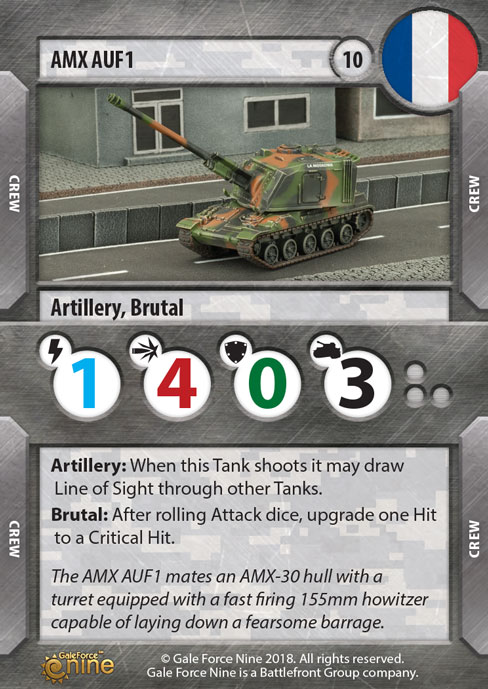 AMX AUF1
10
CREW
CREW
Artillery, Brutal
1 4 0 3
Artillery: When this Tank shoots it may draw
Line of Sight through other Tanks.
Brutal: After rolling Attack dice, upgrade one Hit
to a Critical Hit.
CREW
CREW
The AMX AUF1 mates an AMX-30 hull with a
turret equipped with a fast firing 155mm howitzer
capable of laying down a fearsome barrage.
GaleForce™
nine
© Gale Force Nine 2018. All rights reserved.
Gale Force Nine is a Battlefront Group company.